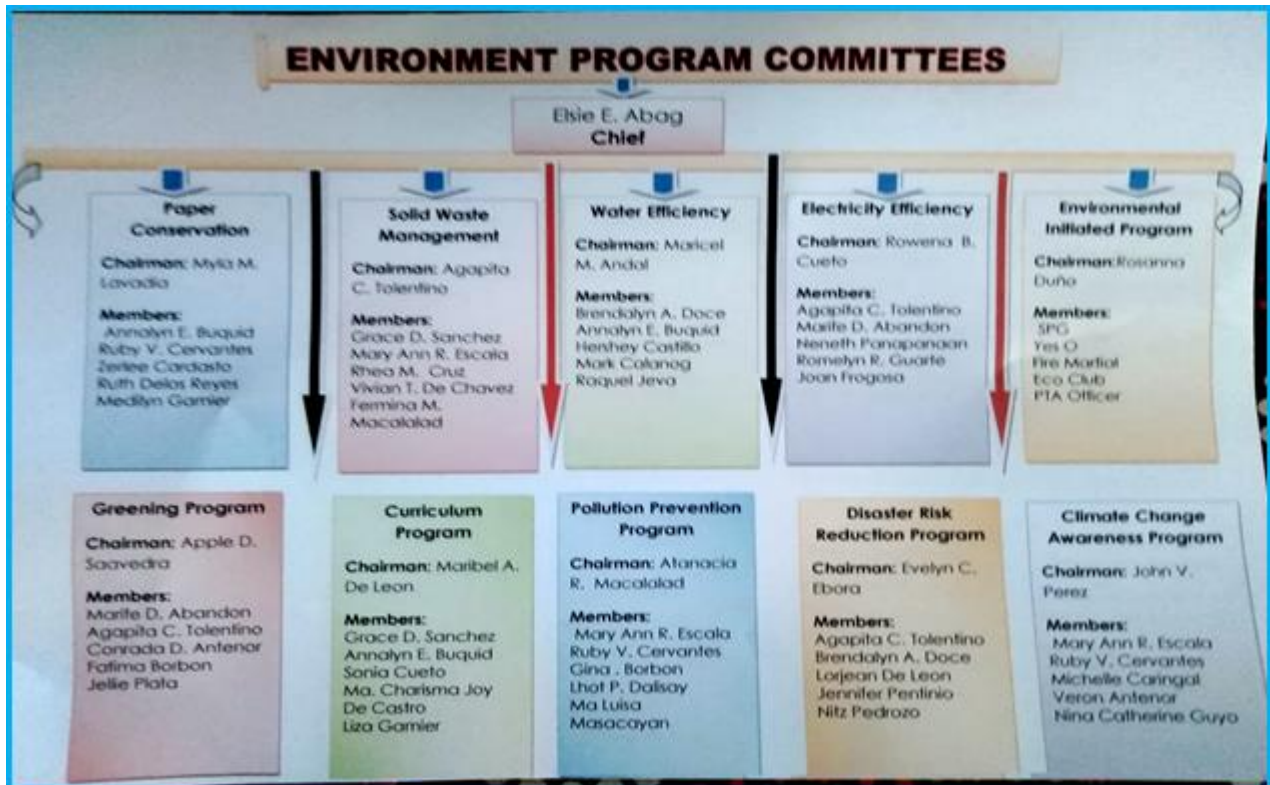 ENVIRONMENT PROGRAM COMMITTEES
Elsie E. Abag
Chief
Paper
Conservation
Chairman: Myla M.
Lavadia
Members:
Annalyn E. Buquid
Ruby V. Cervantes
Zerlee Cardasto
Ruth Delos Reyes
Medilyn Garnier
Solid Waste
Management
Chairman: Agapita
C. Tolentino
Members:
Grace D. Sanchez
Mary Ann R. Escala
Rhea M. Cruz
Vivian T. De Chavez
Fermina M.
Macalalad
Water Efficiency
Chairman: Maricel
M. Andal
Members:
Brendalyn A. Doce
Annalyn E. Buquid
Henhey Castillo
Mark Calanog
Raquel Jeva
Electricity Efficiency
Chairman: Rowena B.
Cueto
Members:
Agapita C. Tolentino
Marife D. Abandon
Neneth Panapanaan
Romelyn R. Guarte
Joan Frogosa
Environmental
Initiated Program
Chairman:Rosanna
Duño
Members:
SPG
Yes O
Fire Martial
Eco Club
PTA Officer
Greening Program
Chairman: Apple D.
Saavedra
Members:
Marife D. Abandon
Agapita C. Tolentino
Conrada D. Antenor
Fatima Borbon
Jellie Plata
Curriculum
Program
Chairman: Maribel A.
De Leon
Members:
Grace D. Sanchez
Annalyn E. Buquid
Sonia Cueto
Ma. Charisma Joy
De Castro
Liza Garnier
Pollution Prevention
Program
Chairman: Atanacia
R. Macalalad
Members:
Mary Ann R. Escala
Ruby V. Cervantes
Gina . Borbon
Lhot P. Dalisay
Ma Luisa
Masacayan
Disaster Risk
Reduction Program
Chairman: Evelyn C.
Ebora
Members:
Agapita C. Tolentino
Brendalyn A. Doce
Lorjean De Leon
Jennifer Pentinio
Nitz Pedrozo
Climate Change
Awareness Program
Chairman: John V.
Perez
Members:
Mary Ann R. Escala
Ruby V. Cervantes
Michelle Caringal
Veron Antenor
Nina Catherine Guyo